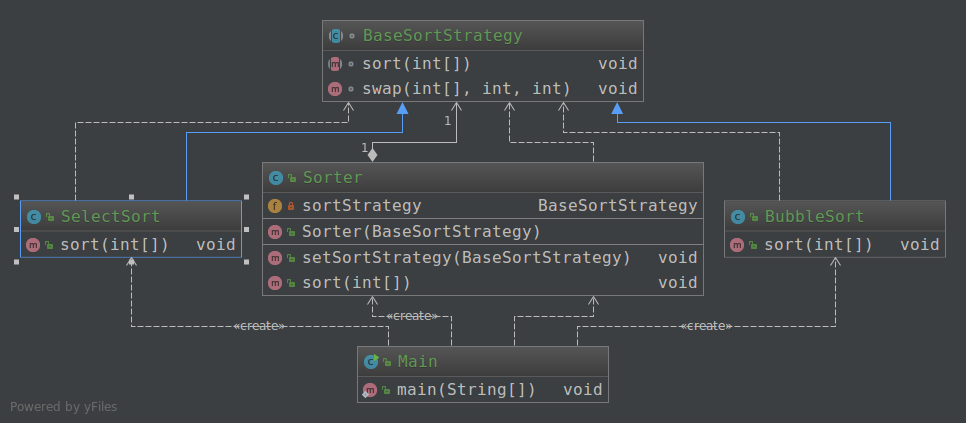 BaseSortStrategy
sort(int[]) void
swap(int[], int, int) void
1
1
Sorter
sortStrategy BaseSortStrategy
Sorter(BaseSortStrategy)
setSortStrategy(BaseSortStrategy) void
sort(int[]) void
SelectSort
sort(int[]) void
BubbleSort
sort(int[]) void
«create»
«create»
«create»
Main
main(String[]) void
Powered by yFiles